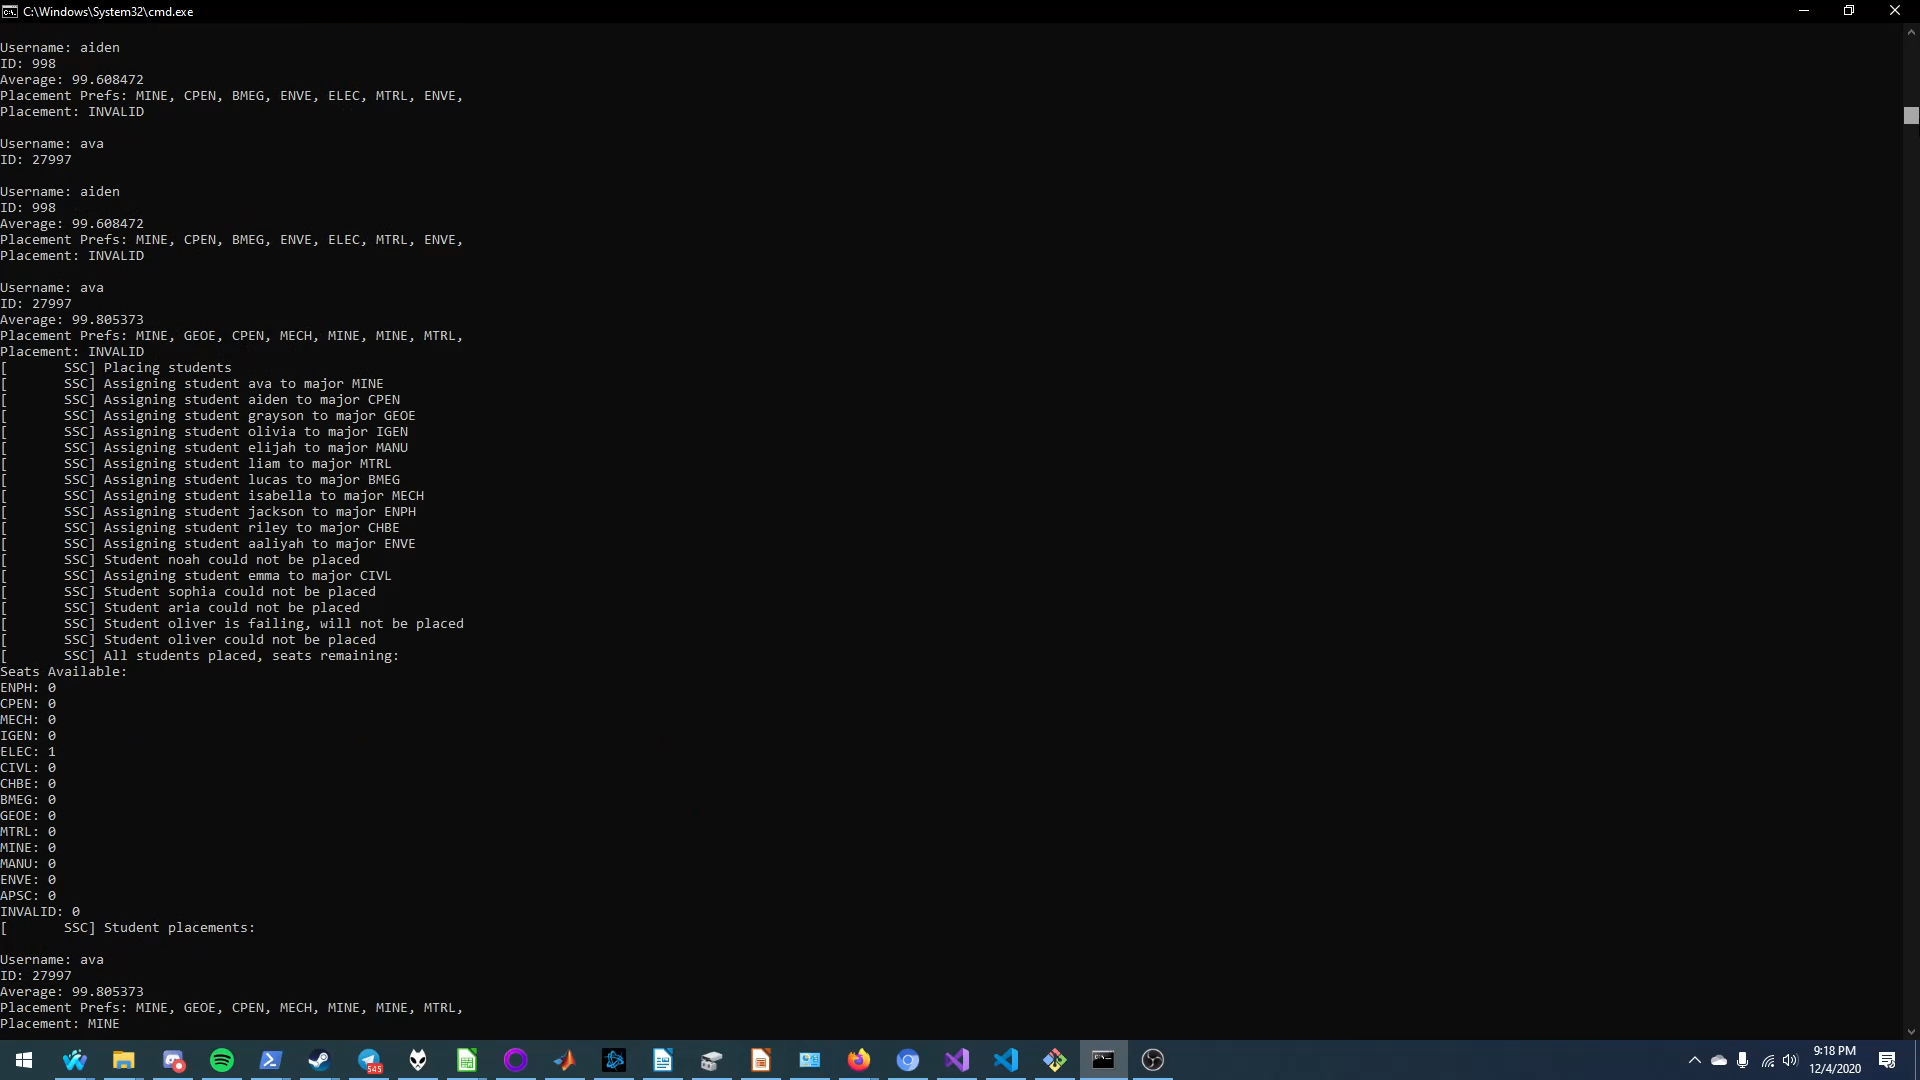 C:\Windows\System32\cmd.exe
Username: aiden
ID: 998
Average: 99.608472
Placement Prefs: MINE, CPEN, BMEG, ENVE, ELEC, MTRL, ENVE,
Placement: INVALID
Username: ava
ID: 27997
Username: aiden
ID: 998
Average: 99.608472
Placement Prefs: MINE, CPEN, BMEG, ENVE, ELEC, MTRL, ENVE,
Placement: INVALID
Username: ava
ID: 27997
Average: 99.805373
Placement Prefs: MINE, GEOE, CPEN, MECH, MINE, MINE, MTRL,
Placement: INVALID
[       SSC] Placing students
[       SSC] Assigning student ava to major MINE
[       SSC] Assigning student aiden to major CPEN
[       SSC] Assigning student grayson to major GEOE
[       SSC] Assigning student olivia to major IGEN
[       SSC] Assigning student elijah to major MANU
[       SSC] Assigning student liam to major MTRL
[       SSC] Assigning student lucas to major BMEG
[       SSC] Assigning student isabella to major MECH
[       SSC] Assigning student jackson to major ENPH
[       SSC] Assigning student riley to major CHBE
[       SSC] Assigning student aaliyah to major ENVE
[       SSC] Student noah could not be placed
[       SSC] Assigning student emma to major CIVL
[       SSC] Student sophia could not be placed
[       SSC] Student aria could not be placed
[       SSC] Student oliver is failing, will not be placed
[       SSC] Student oliver could not be placed
[       SSC] All students placed, seats remaining:
Seats Available:
ENPH: 0
CPEN: 0
MECH: 0
IGEN: 0
ELEC: 1
CIVL: 0
CHBE: 0
BMEG: 0
GEOE: 0
MTRL: 0
MINE: 0
MANU: 0
ENVE: 0
APSC: 0
INVALID: 0
[       SSC] Student placements:
Username: ava
ID: 27997
Average: 99.805373
Placement Prefs: MINE, GEOE, CPEN, MECH, MINE, MINE, MTRL,
Placement: MINE
545
9:18 PM
12/4/2020